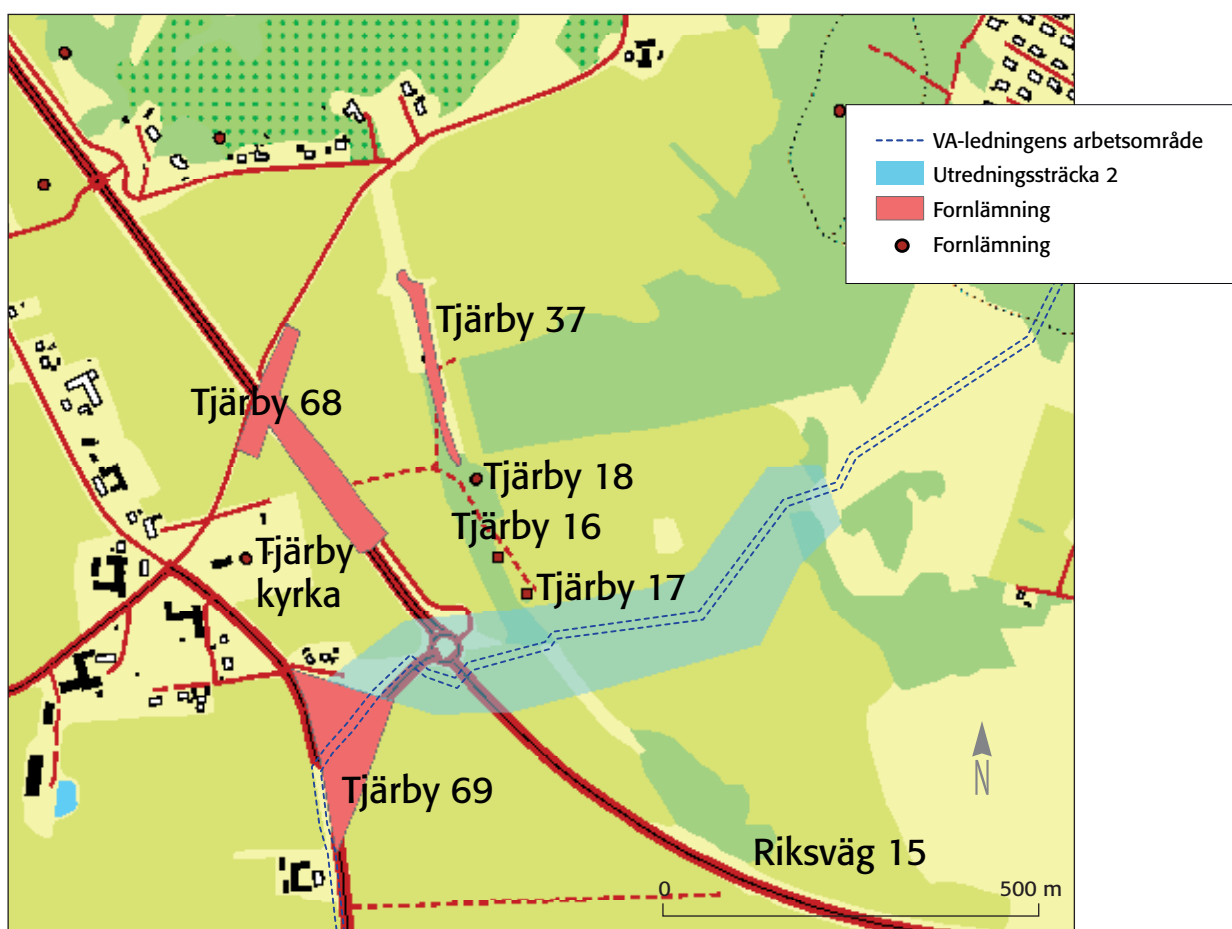 VA-ledningens arbetsområde
Utredningssträcka 2
Fornlämning
Fornlämning
Tjärby 37
Tjärby 68
Tjärby 18
Tjärby 16
Tjärby
kyrka
Tjärby 17
Tjärby 69
N
Riksväg 15
0 500 m